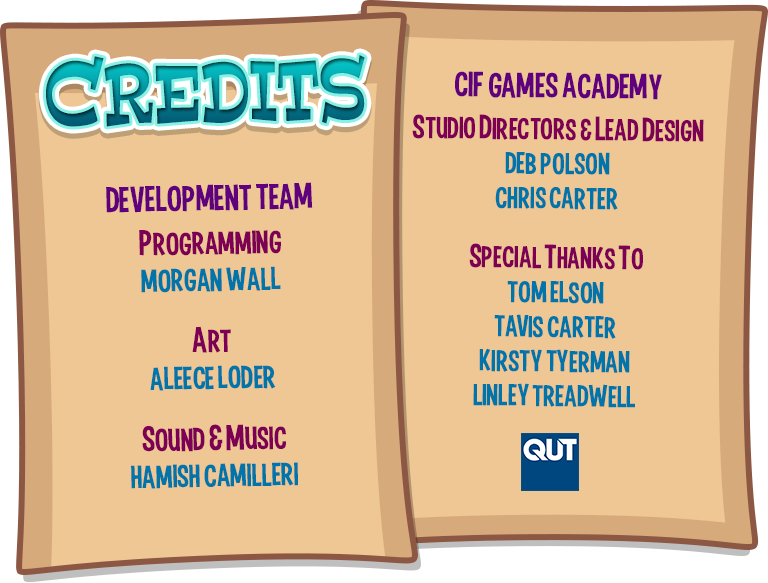 CREDITS
DEVELOPMENT TEAM
PROGRAMMING
MORGAN WALL
ART
ALEECE LODER
SOUND & MUSIC
HAMISH CAMILLERI
CIF GAMES ACADEMY
STUDIO DIRECTORS & LEAD DESIGN
DEB POLSON
CHRIS CARTER
SPECIAL THANKS TO
TOM ELSON
TAVIS CARTER
KIRSTY TYERMAN
LINLEY TREADWELL
QUT